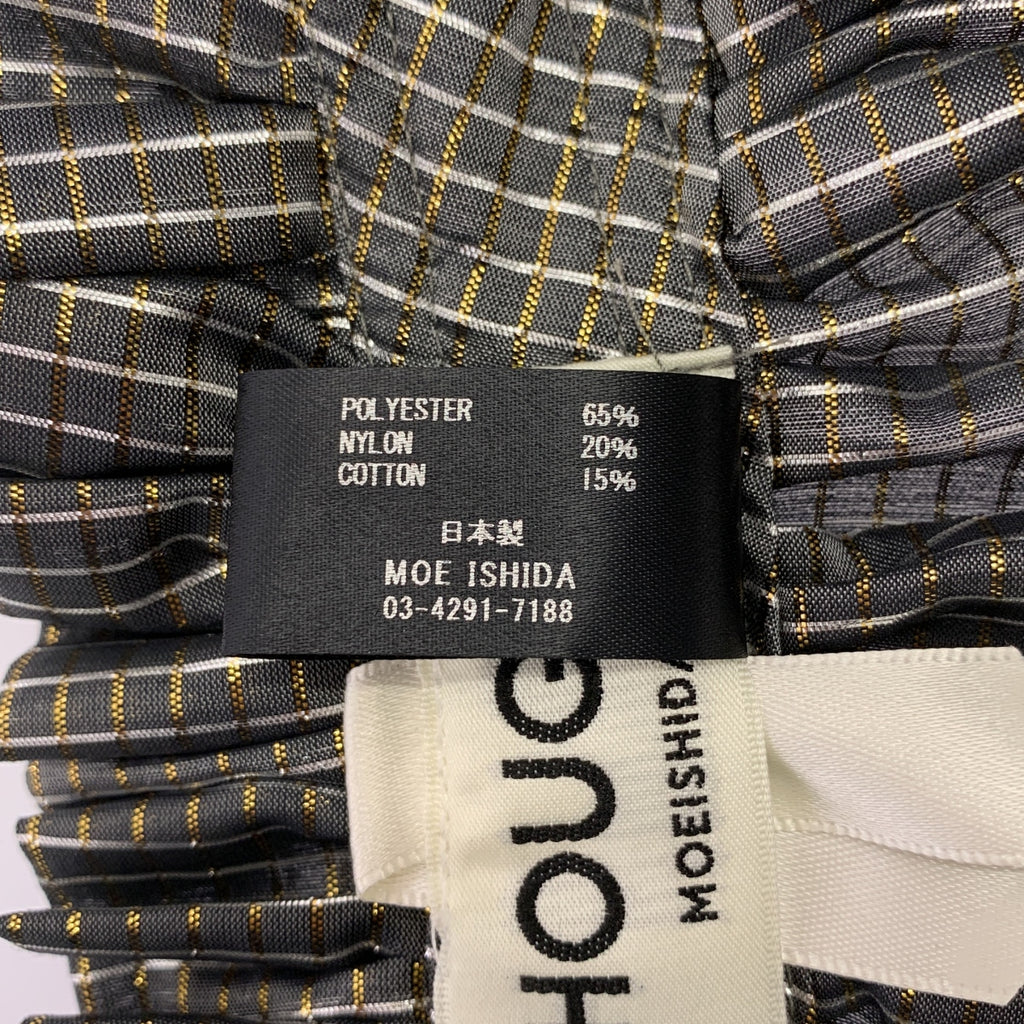 POLYESTER 65%
NYLON 20%
COTTON 15%
日本製
MOE ISHIDA
03-4291-7188
HOUG
MOEISHIDA